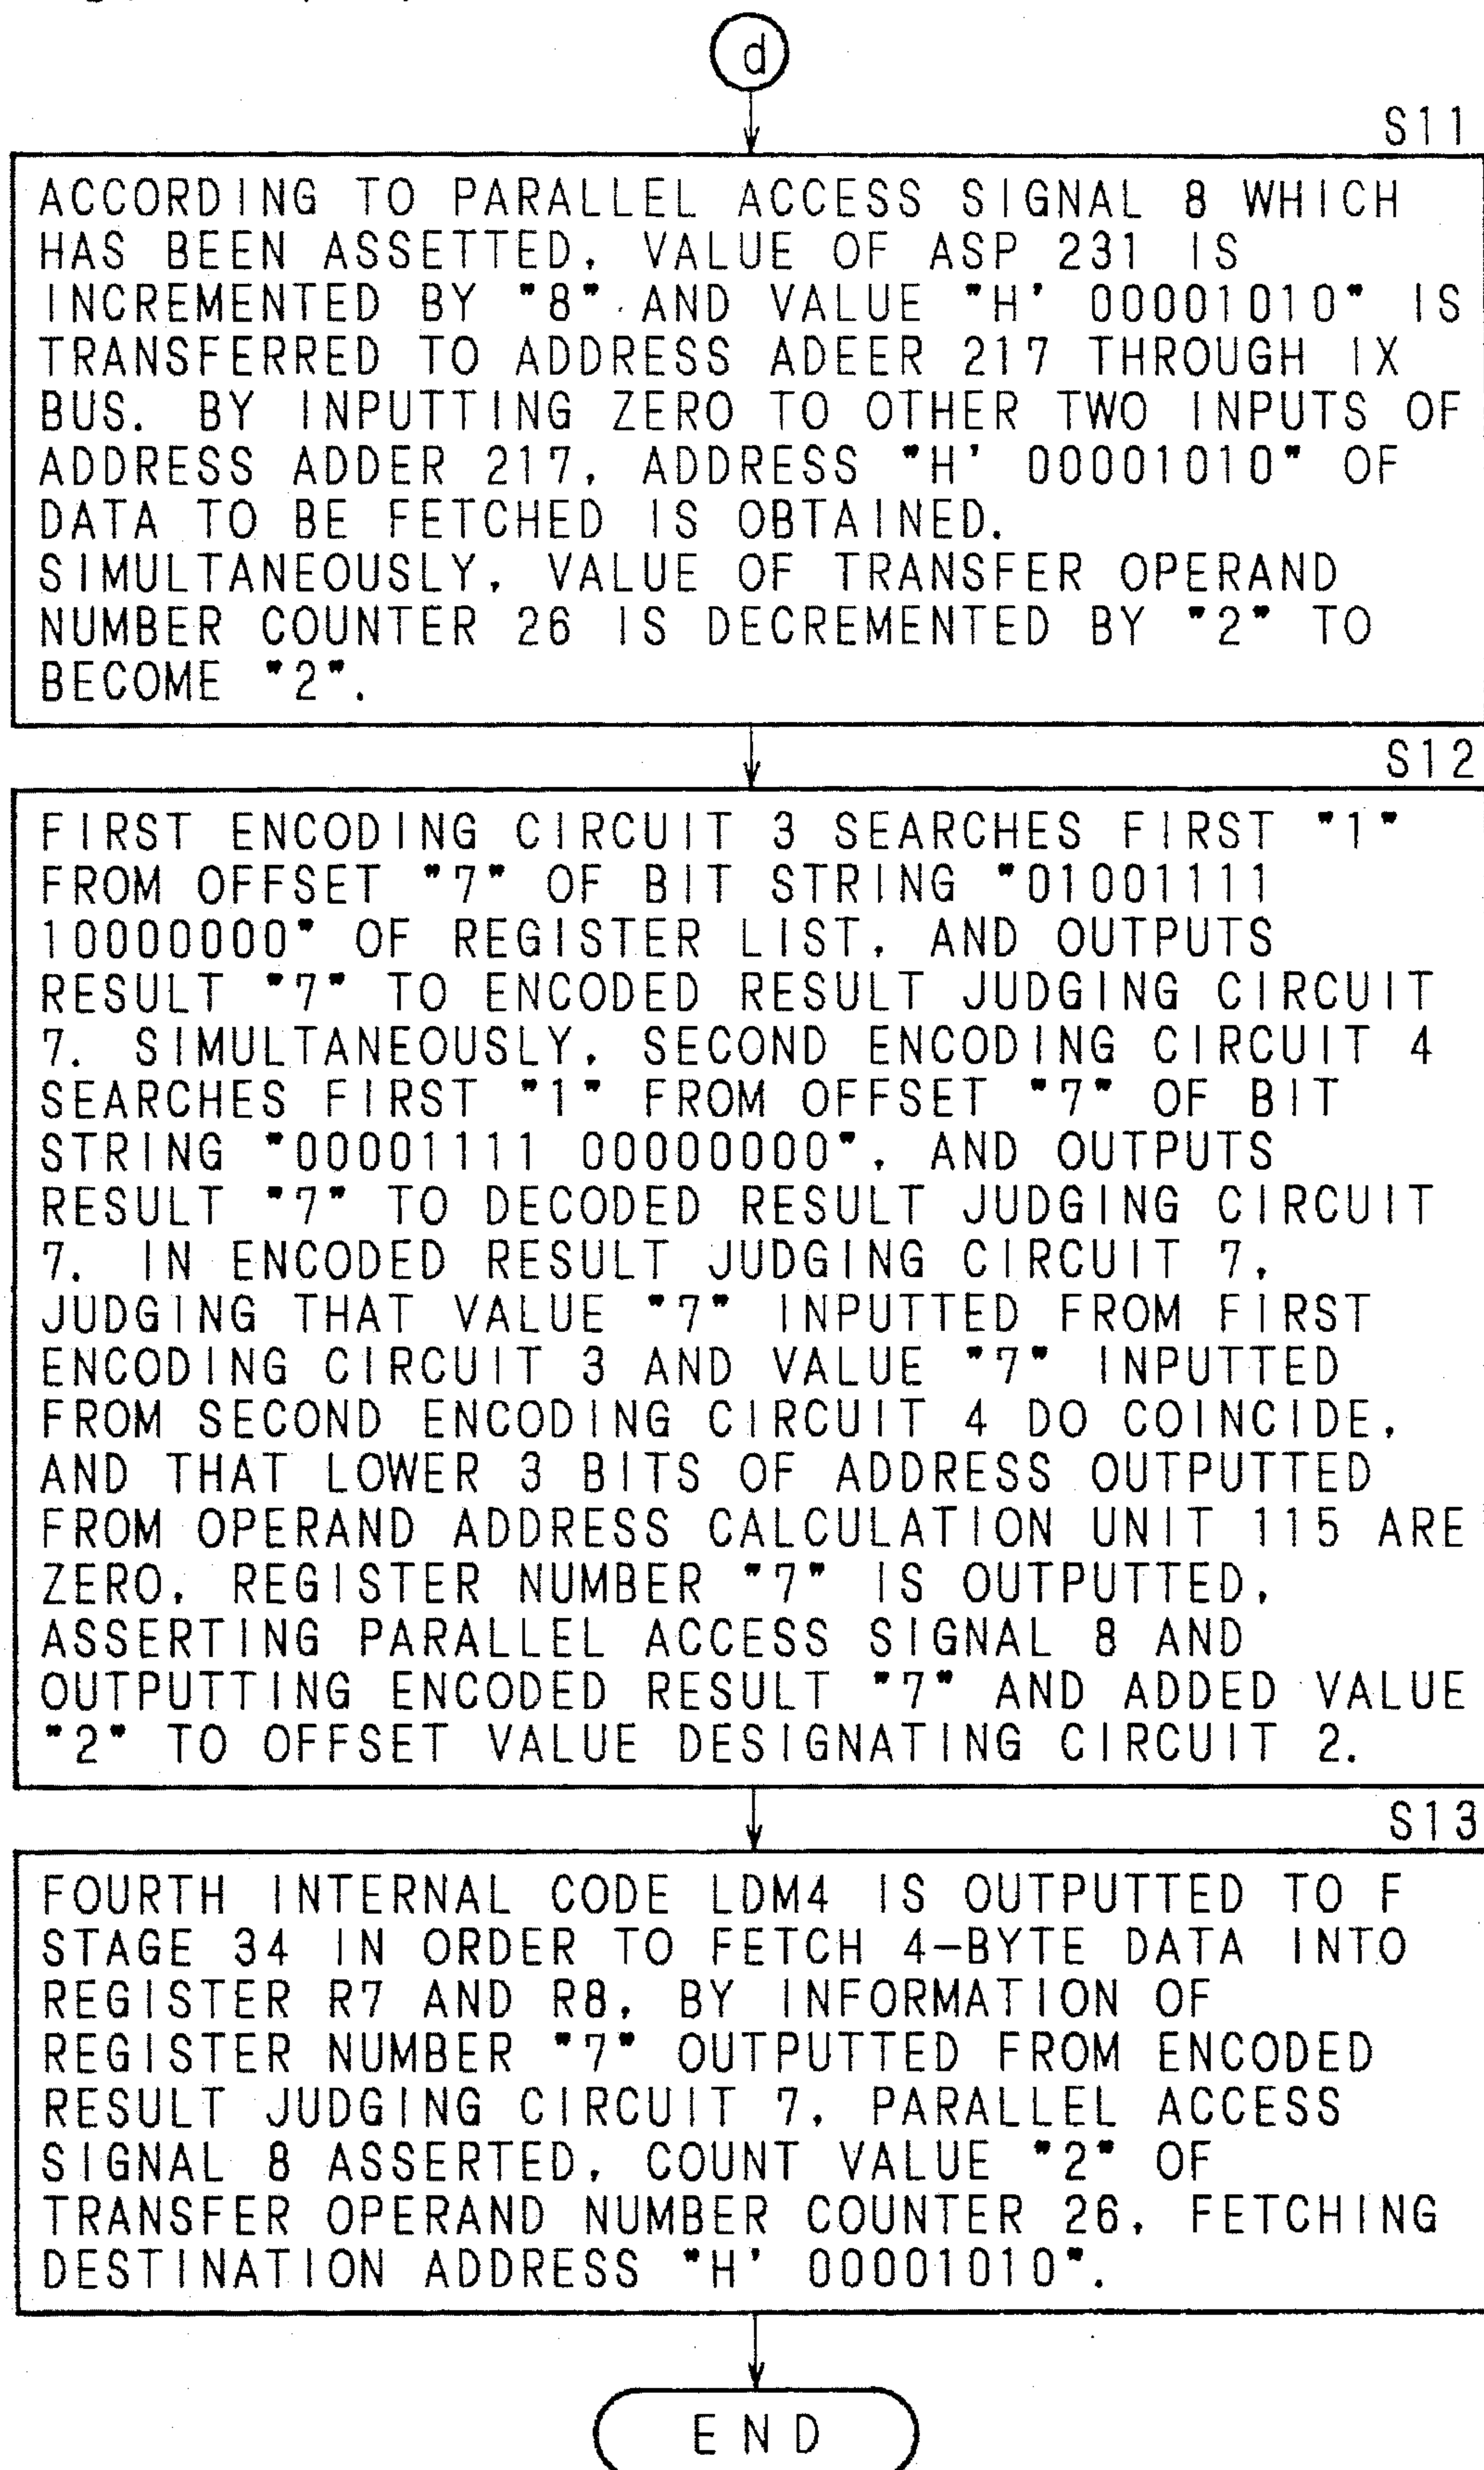 d
S11
ACCORDING TO PARALLEL ACCESS SIGNAL 8 WHICH
HAS BEEN ASSETTED, VALUE OF ASP 231 IS
INCREMENTED BY "8" AND VALUE "H' 00001010" IS
TRANSFERRED TO ADDRESS ADEER 217 THROUGH IX
BUS. BY INPUTTING ZERO TO OTHER TWO INPUTS OF
ADDRESS ADDER 217, ADDRESS "H' 00001010" OF
DATA TO BE FETCHED IS OBTAINED.
SIMULTANEOUSLY, VALUE OF TRANSFER OPERAND
NUMBER COUNTER 26 IS DECREMENTED BY "2" TO
BECOME "2".
S12
FIRST ENCODING CIRCUIT 3 SEARCHES FIRST "1"
FROM OFFSET "7" OF BIT STRING "01001111
10000000" OF REGISTER LIST, AND OUTPUTS
RESULT "7" TO ENCODED RESULT JUDGING CIRCUIT
7. SIMULTANEOUSLY, SECOND ENCODING CIRCUIT 4
SEARCHES FIRST "1" FROM OFFSET "7" OF BIT
STRING "00001111 00000000", AND OUTPUTS
RESULT "7" TO DECODED RESULT JUDGING CIRCUIT
7. IN ENCODED RESULT JUDGING CIRCUIT 7,
JUDGING THAT VALUE "7" INPUTTED FROM FIRST
ENCODING CIRCUIT 3 AND VALUE "7" INPUTTED
FROM SECOND ENCODING CIRCUIT 4 DO COINCIDE,
AND THAT LOWER 3 BITS OF ADDRESS OUTPUTTED
FROM OPERAND ADDRESS CALCULATION UNIT 115 ARE
ZERO, REGISTER NUMBER "7" IS OUTPUTTED,
ASSERTING PARALLEL ACCESS SIGNAL 8 AND
OUTPUTTING ENCODED RESULT "7" AND ADDED VALUE
"2" TO OFFSET VALUE DESIGNATING CIRCUIT 2.
S13
FOURTH INTERNAL CODE LDM4 IS OUTPUTTED TO F
STAGE 34 IN ORDER TO FETCH 4-BYTE DATA INTO
REGISTER R7 AND R8, BY INFORMATION OF
REGISTER NUMBER "7" OUTPUTTED FROM ENCODED
RESULT JUDGING CIRCUIT 7, PARALLEL ACCESS
SIGNAL 8 ASSERTED, COUNT VALUE "2" OF
TRANSFER OPERAND NUMBER COUNTER 26, FETCHING
DESTINATION ADDRESS "H' 00001010".
END